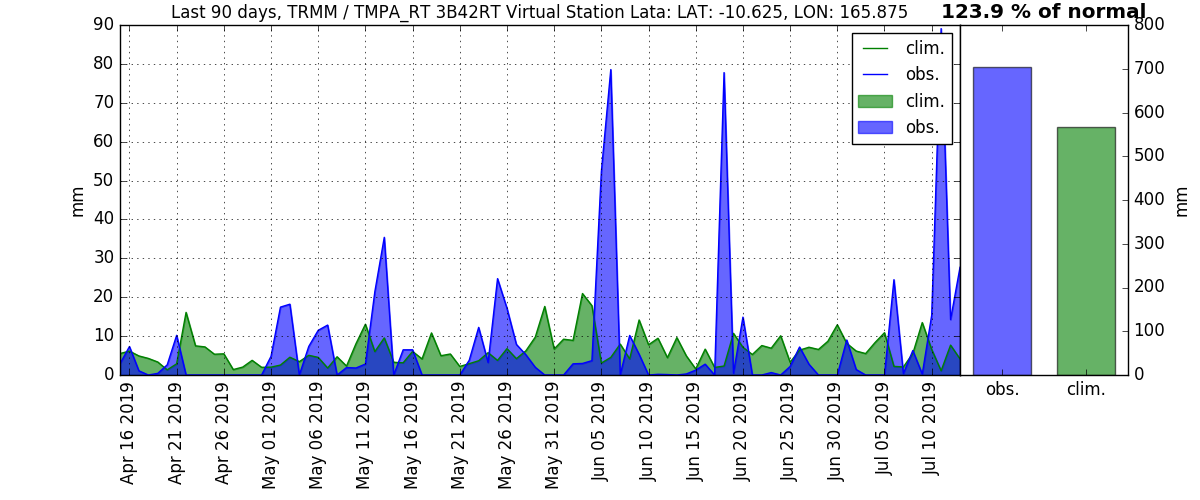 Last 90 days, TRMM / TMPA_RT 3B42RT Virtual Station Lata: LAT: -10.625, LON: 165.875
123.9 % of normal
90
80
70
60
50
40
30
20
10
0
mm
clim.
obs.
clim.
obs.
Apr 16 2019
Apr 21 2019
Apr 26 2019
May 01 2019
May 06 2019
May 11 2019
May 16 2019
May 21 2019
May 26 2019
May 31 2019
Jun 05 2019
Jun 10 2019
Jun 15 2019
Jun 20 2019
Jun 25 2019
Jun 30 2019
Jul 05 2019
Jul 10 2019
800
700
600
500
400
300
200
100
0
mm
obs.
clim.